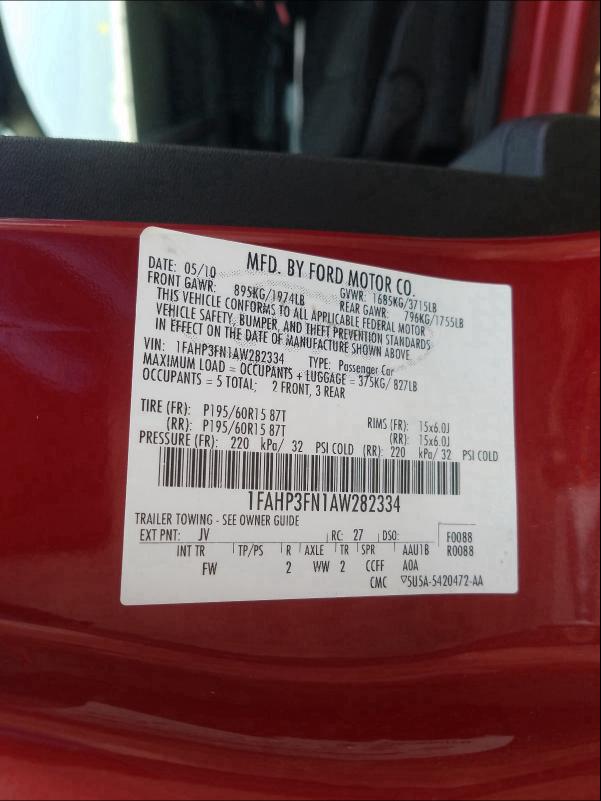 MFD. BY FORD MOTOR CO.
DATE: 05/10 GVWR: 1685KG/3715LB
FRONT GAWR: 895KG/1974LB REAR GAWR: 796KG/1755LB
THIS VEHICLE CONFORMS TO ALL APPLICABLE FEDERAL MOTOR
VEHICLE SAFETY, BUMPER, AND THEFT PREVENTION STANDARDS
IN EFFECT ON THE DATE OF MANUFACTURE SHOWN ABOVE.
VIN: 1FAHP3FN1AW282334 TYPE: Passenger Car
MAXIMUM LOAD = OCCUPANTS + LUGGAGE = 375KG/ 827LB
OCCUPANTS = 5 TOTAL; 2 FRONT, 3 REAR
TIRE (FR): P195/60R15 87T RIMS (FR): 15x6.0J
(RR): P195/60R15 87T (RR): 15x6.0J
PRESSURE (FR): 220 kPa/ 32 PSI COLD (RR): 220 kPa/ 32 PSI COLD
1FAHP3FN1AW282334
TRAILER TOWING - SEE OWNER GUIDE
EXT PNT: JV RC: 27 DSO: F0088
INT TR TP/PS R AXLE TR SPR AAU1B R0088
FW 2 WW 2 CCFF AOA
CMC ▽5U5A-5420472-AA